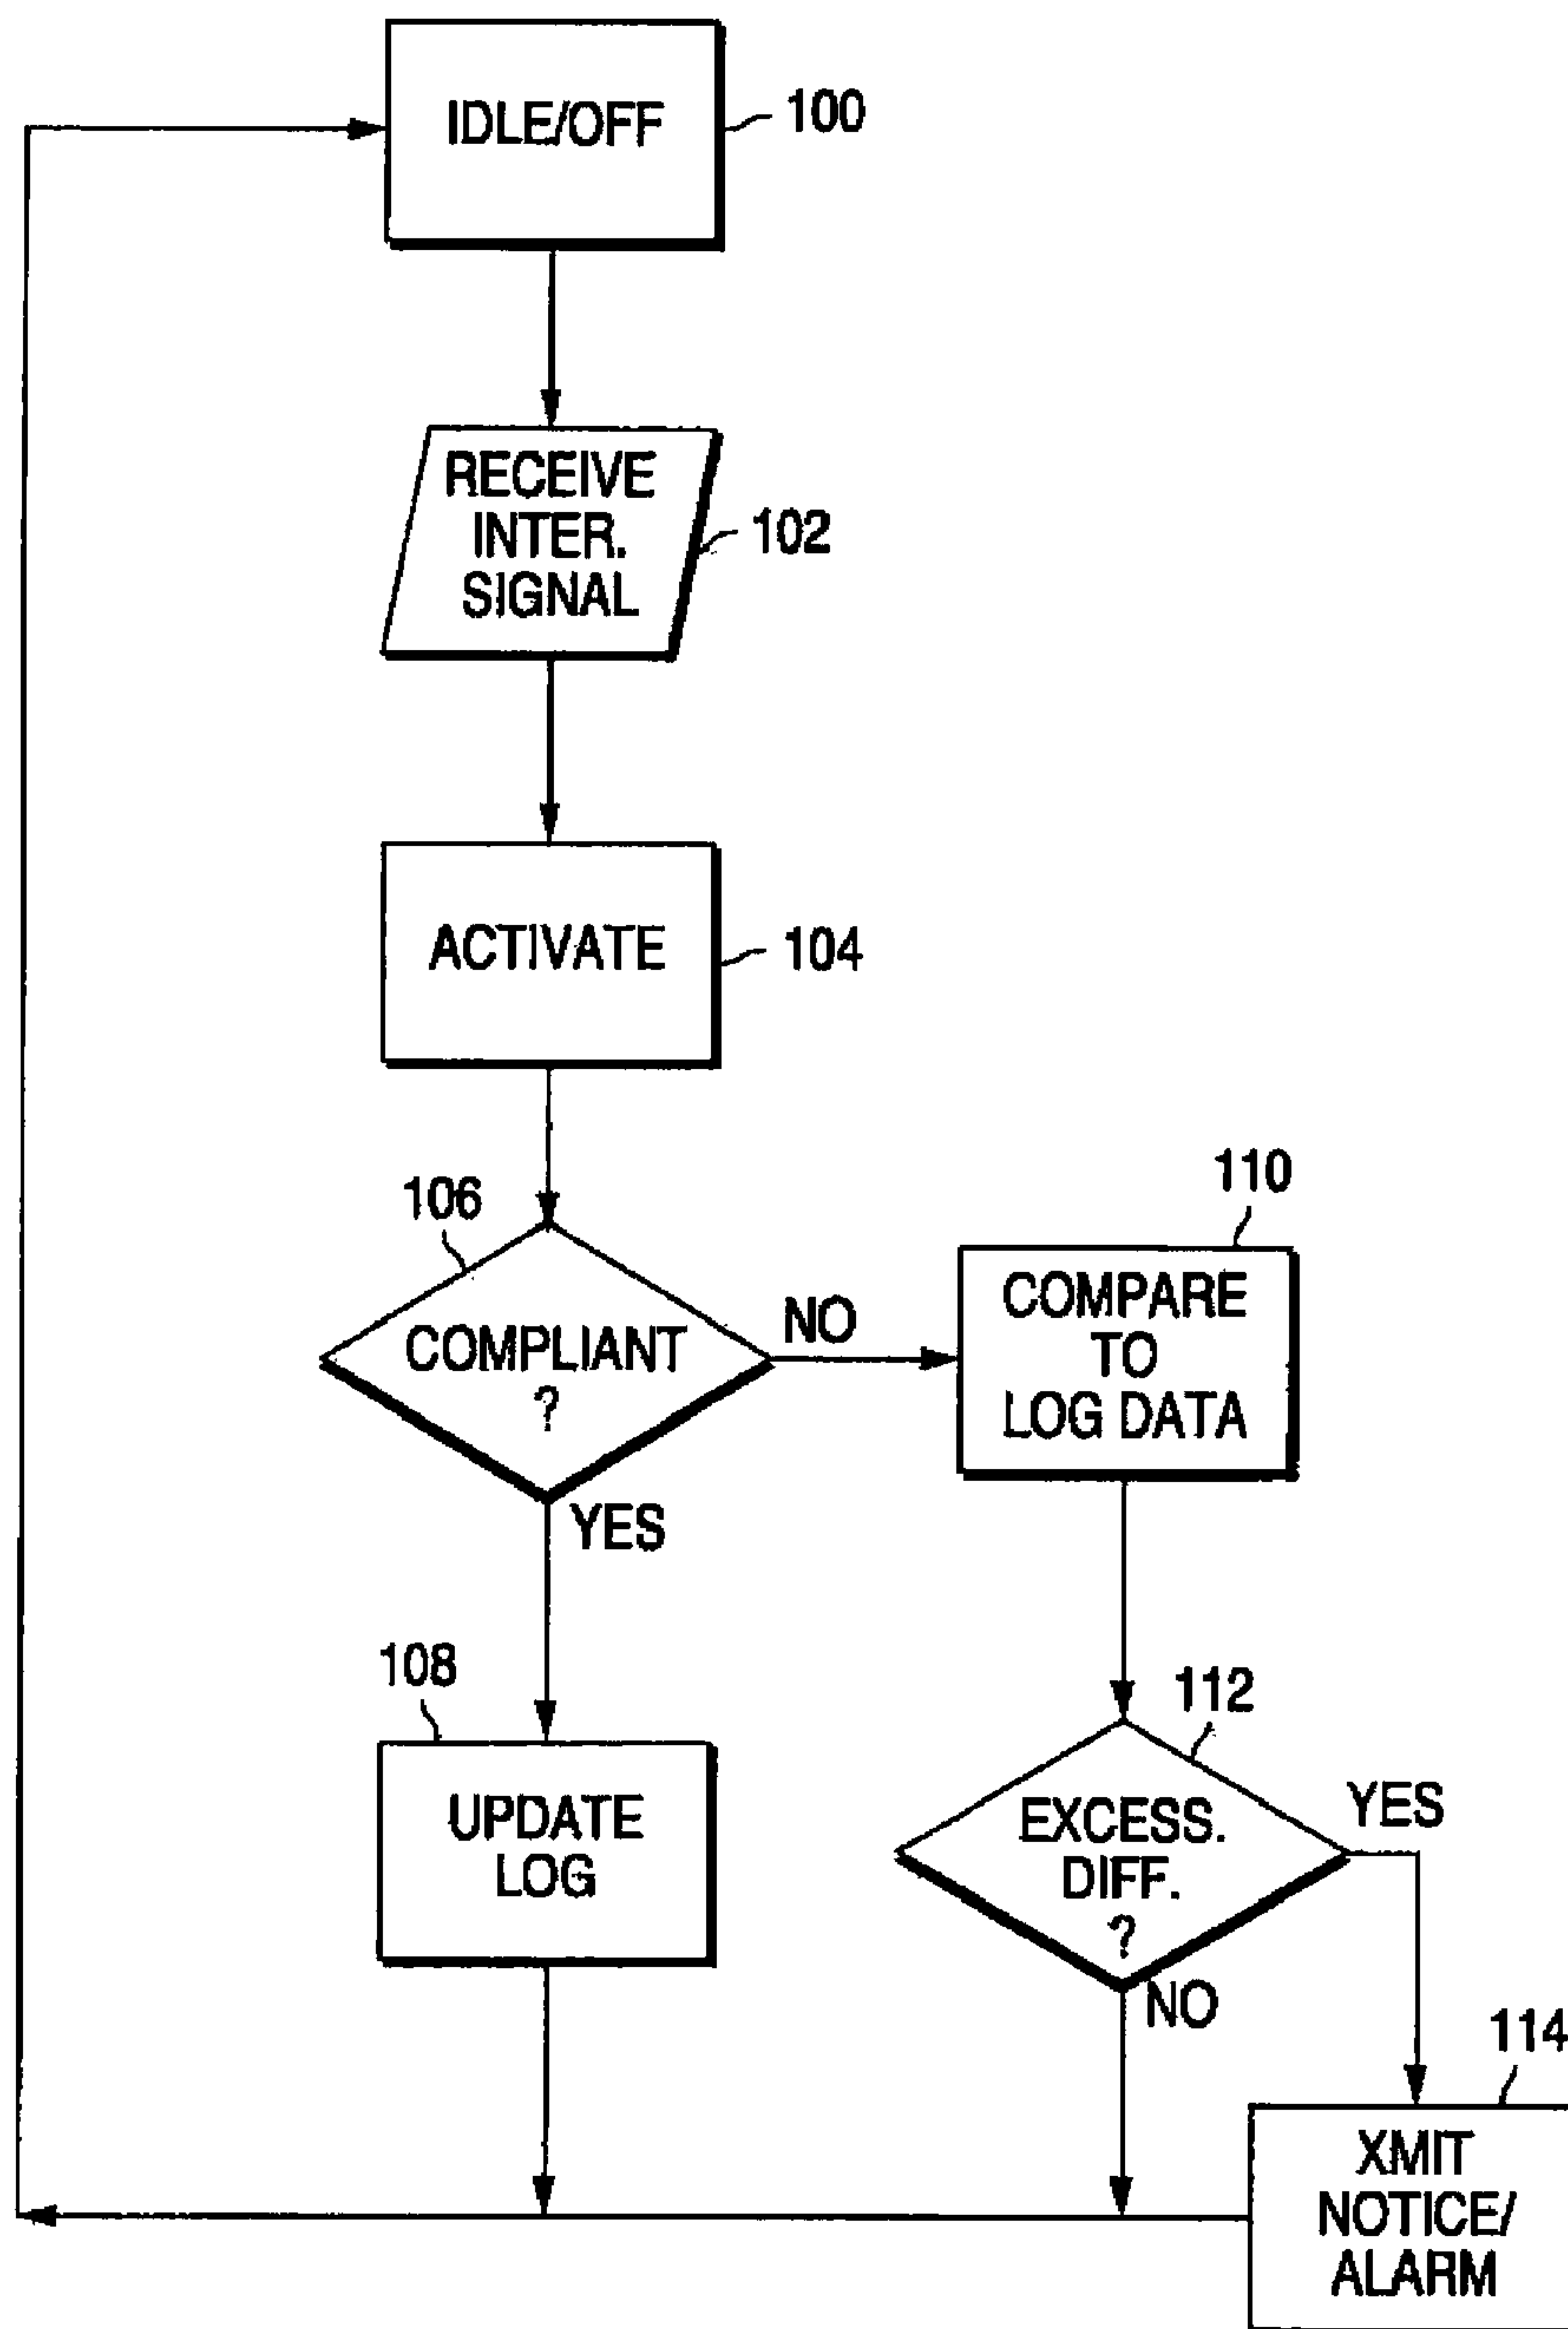 IDLE/OFF
100
RECEIVE
INTER.
SIGNAL
102
ACTIVATE
104
106
COMPLIANT
?
NO
YES
110
COMPARE
TO
LOG DATA
108
UPDATE
LOG
112
EXCESS.
DIFF.
?
YES
NO
114
XMIT
NOTICE/
ALARM